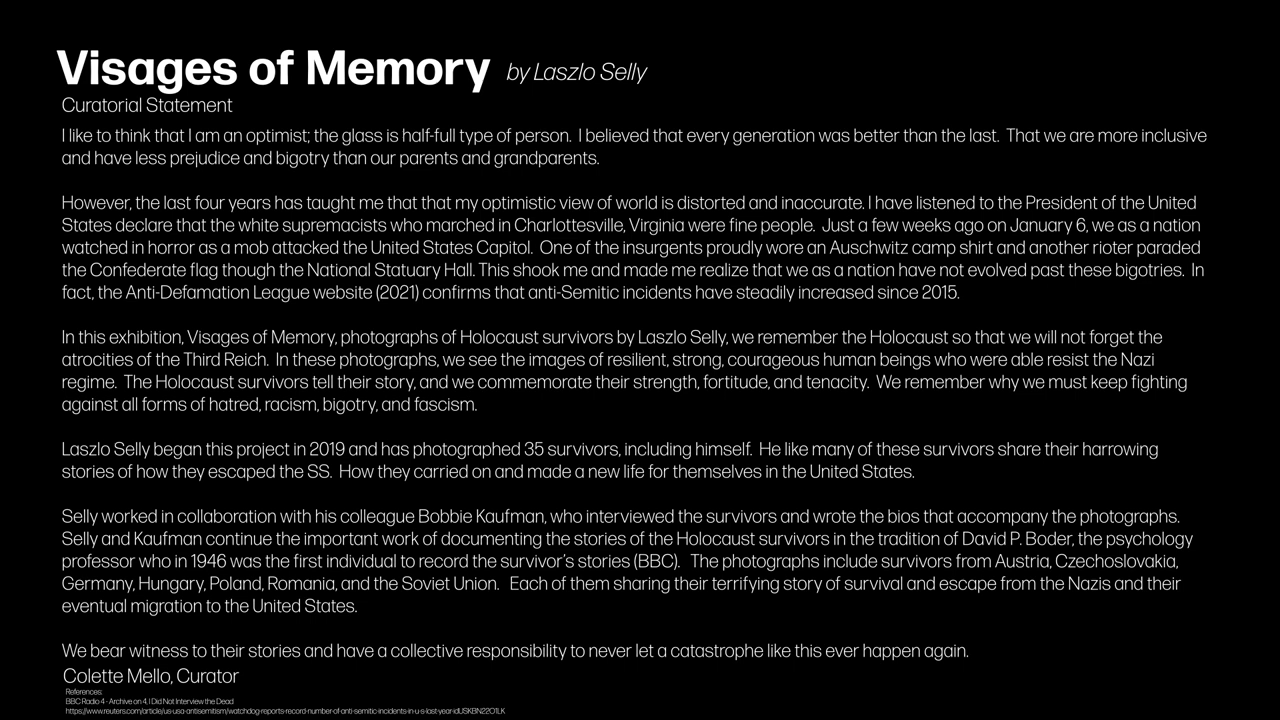 Visages of Memory by Laszlo Selly
Curatorial Statement
I like to think that I am an optimist; the glass is half-full type of person.  I believed that every generation was better than the last.  That we are more inclusive
and have less prejudice and bigotry than our parents and grandparents.
However, the last four years has taught me that that my optimistic view of world is distorted and inaccurate. I have listened to the President of the United
States declare that the white supremacists who marched in Charlottesville, Virginia were fine people.  Just a few weeks ago on January 6, we as a nation
watched in horror as a mob attacked the United States Capitol.  One of the insurgents proudly wore an Auschwitz camp shirt and another rioter paraded
the Confederate flag though the National Statuary Hall. This shook me and made me realize that we as a nation have not evolved past these bigotries.  In
fact, the Anti-Defamation League website (2021) confirms that anti-Semitic incidents have steadily increased since 2015.
In this exhibition, Visages of Memory, photographs of Holocaust survivors by Laszlo Selly, we remember the Holocaust so that we will not forget the
atrocities of the Third Reich.  In these photographs, we see the images of resilient, strong, courageous human beings who were able resist the Nazi
regime.  The Holocaust survivors tell their story, and we commemorate their strength, fortitude, and tenacity.  We remember why we must keep fighting
against all forms of hatred, racism, bigotry, and fascism.
Laszlo Selly began this project in 2019 and has photographed 35 survivors, including himself.  He like many of these survivors share their harrowing
stories of how they escaped the SS.  How they carried on and made a new life for themselves in the United States.
Selly worked in collaboration with his colleague Bobbie Kaufman, who interviewed the survivors and wrote the bios that accompany the photographs.
Selly and Kaufman continue the important work of documenting the stories of the Holocaust survivors in the tradition of David P. Boder, the psychology
professor who in 1946 was the first individual to record the survivor's stories (BBC).   The photographs include survivors from Austria, Czechoslovakia,
Germany, Hungary, Poland, Romania, and the Soviet Union.   Each of them sharing their terrifying story of survival and escape from the Nazis and their
eventual migration to the United States.
We bear witness to their stories and have a collective responsibility to never let a catastrophe like this ever happen again.
Colette Mello, Curator
References:
BBC Radio 4 - Archive on 4, I Did Not Interview the Dead
https://www.reuters.com/article/us-usa-antisemitism/watchdog-reports-record-number-of-anti-semitic-incidents-in-u-s-last-year-idUSKBN22O1LK